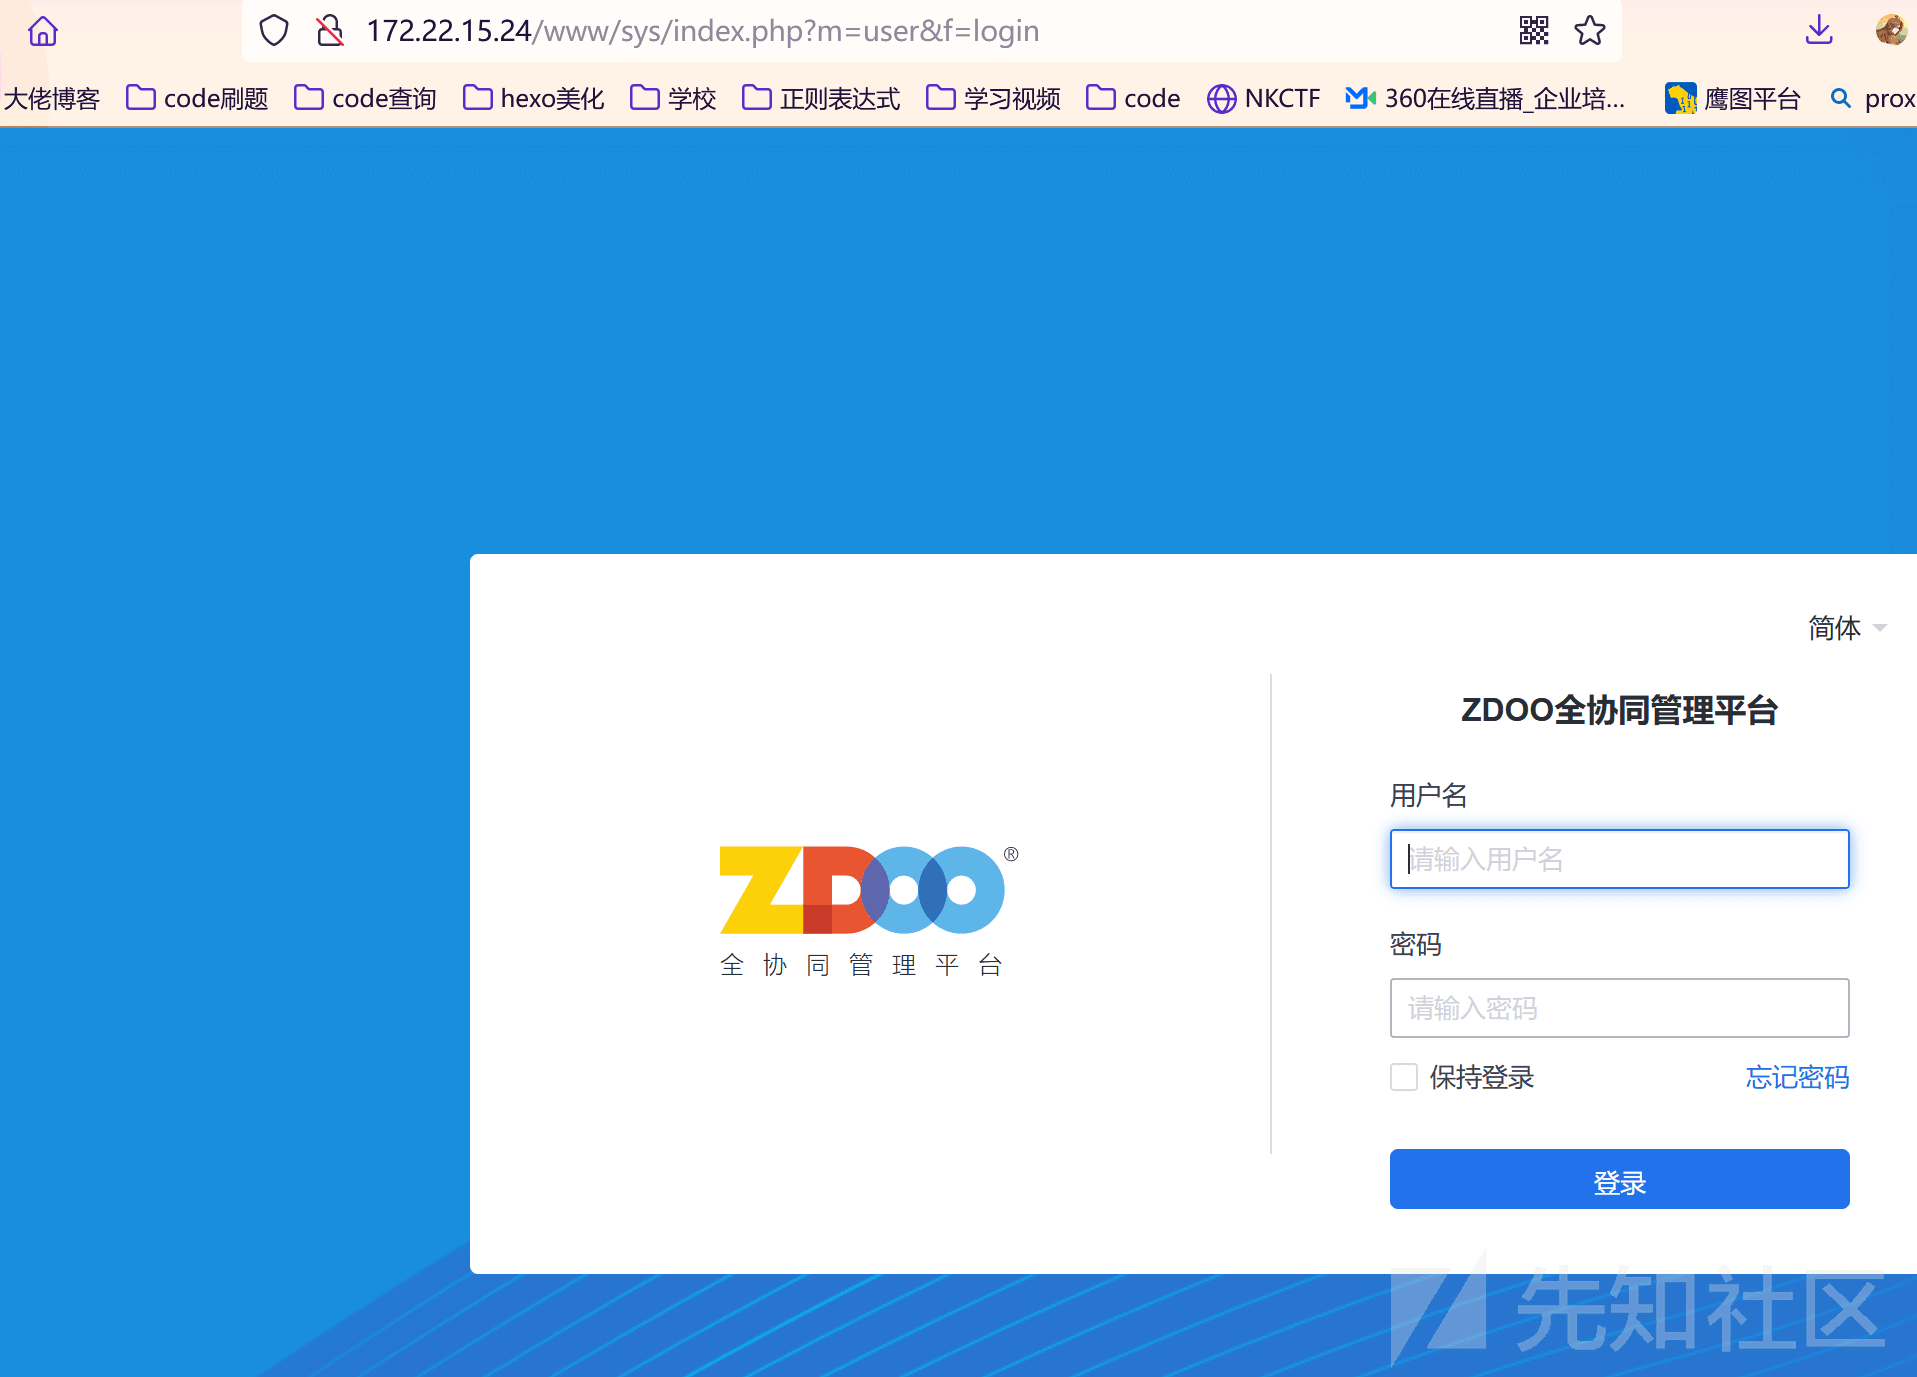 172.22.15.24/www/sys/index.php?m=user&f=login
大佬博客 code刷题 code查询 hexo美化 学校 正则表达式 学习视频 code NKCTF 360在线直播_企业培... 鹰图平台 prox
简体
ZDOO全协同管理平台
用户名
请输入用户名
ZDOO®
全协同管理平台
密码
请输入密码
保持登录 忘记密码
登录
先知社区